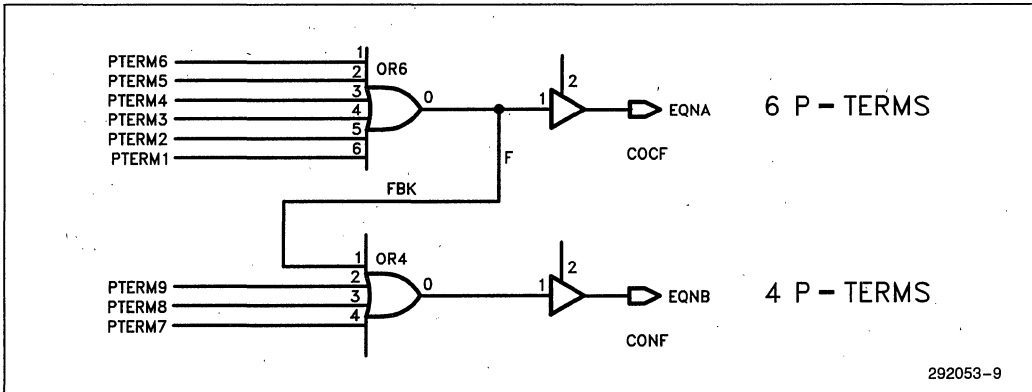 PTERM6 1
PTERM5 2 OR6
PTERM4 3
PTERM3 4
PTERM2 5
PTERM1 6
0
1 2
EQNA
COCF
6 P-TERMS
F
FBK
1 OR4
PTERM9 2
PTERM8 3
PTERM7 4
0
1 2
EQNB
CONF
4 P-TERMS
292053-9